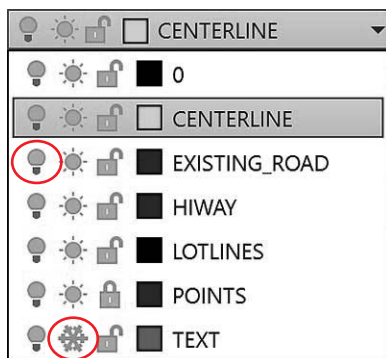 CENTERLINE
0
CENTERLINE
EXISTING_ROAD
HIWAY
LOTLINES
POINTS
TEXT